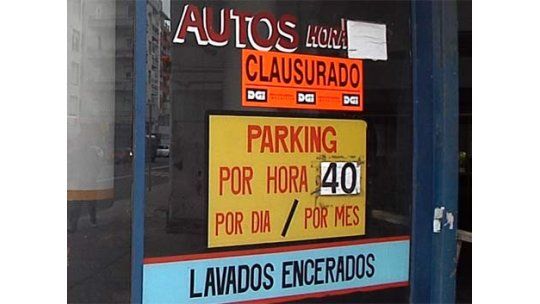 AUTOS HORA
CLAUSURADO
DGI DGI DGI
PARKING
POR HORA 40
POR DIA / POR MES
LAVADOS ENCERADOS